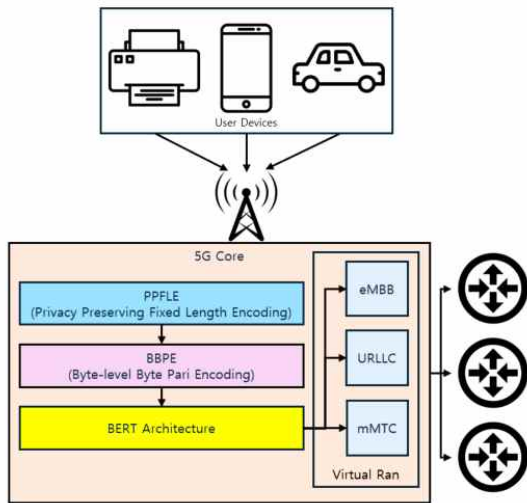 User Devices
5G Core
PPFLE
(Privacy Preserving Fixed Length Encoding)
BBPE
(Byte-level Byte Pari Encoding)
BERT Architecture
eMBB
URLLC
mMTC
Virtual Ran